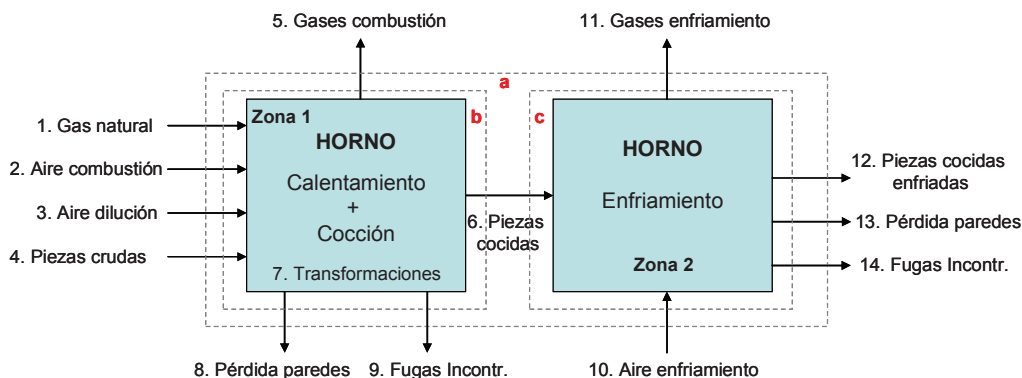 5. Gases combustión
11. Gases enfriamiento
a
Zona 1
b
c
1. Gas natural
HORNO
HORNO
2. Aire combustión
Calentamiento
+
Cocción
Enfriamiento
12. Piezas cocidas
enfriadas
3. Aire dilución
6. Piezas
cocidas
13. Pérdida paredes
4. Piezas crudas
7. Transformaciones
Zona 2
14. Fugas Incontr.
8. Pérdida paredes
9. Fugas Incontr.
10. Aire enfriamiento